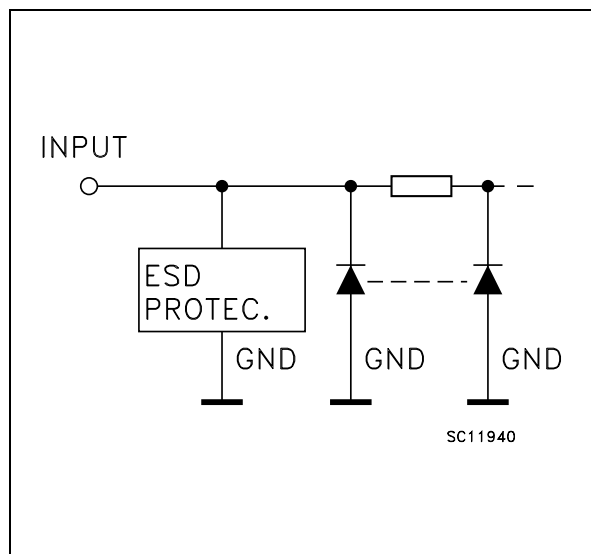 INPUT
ESD
PROTEC.
GND
GND
GND
SC11940